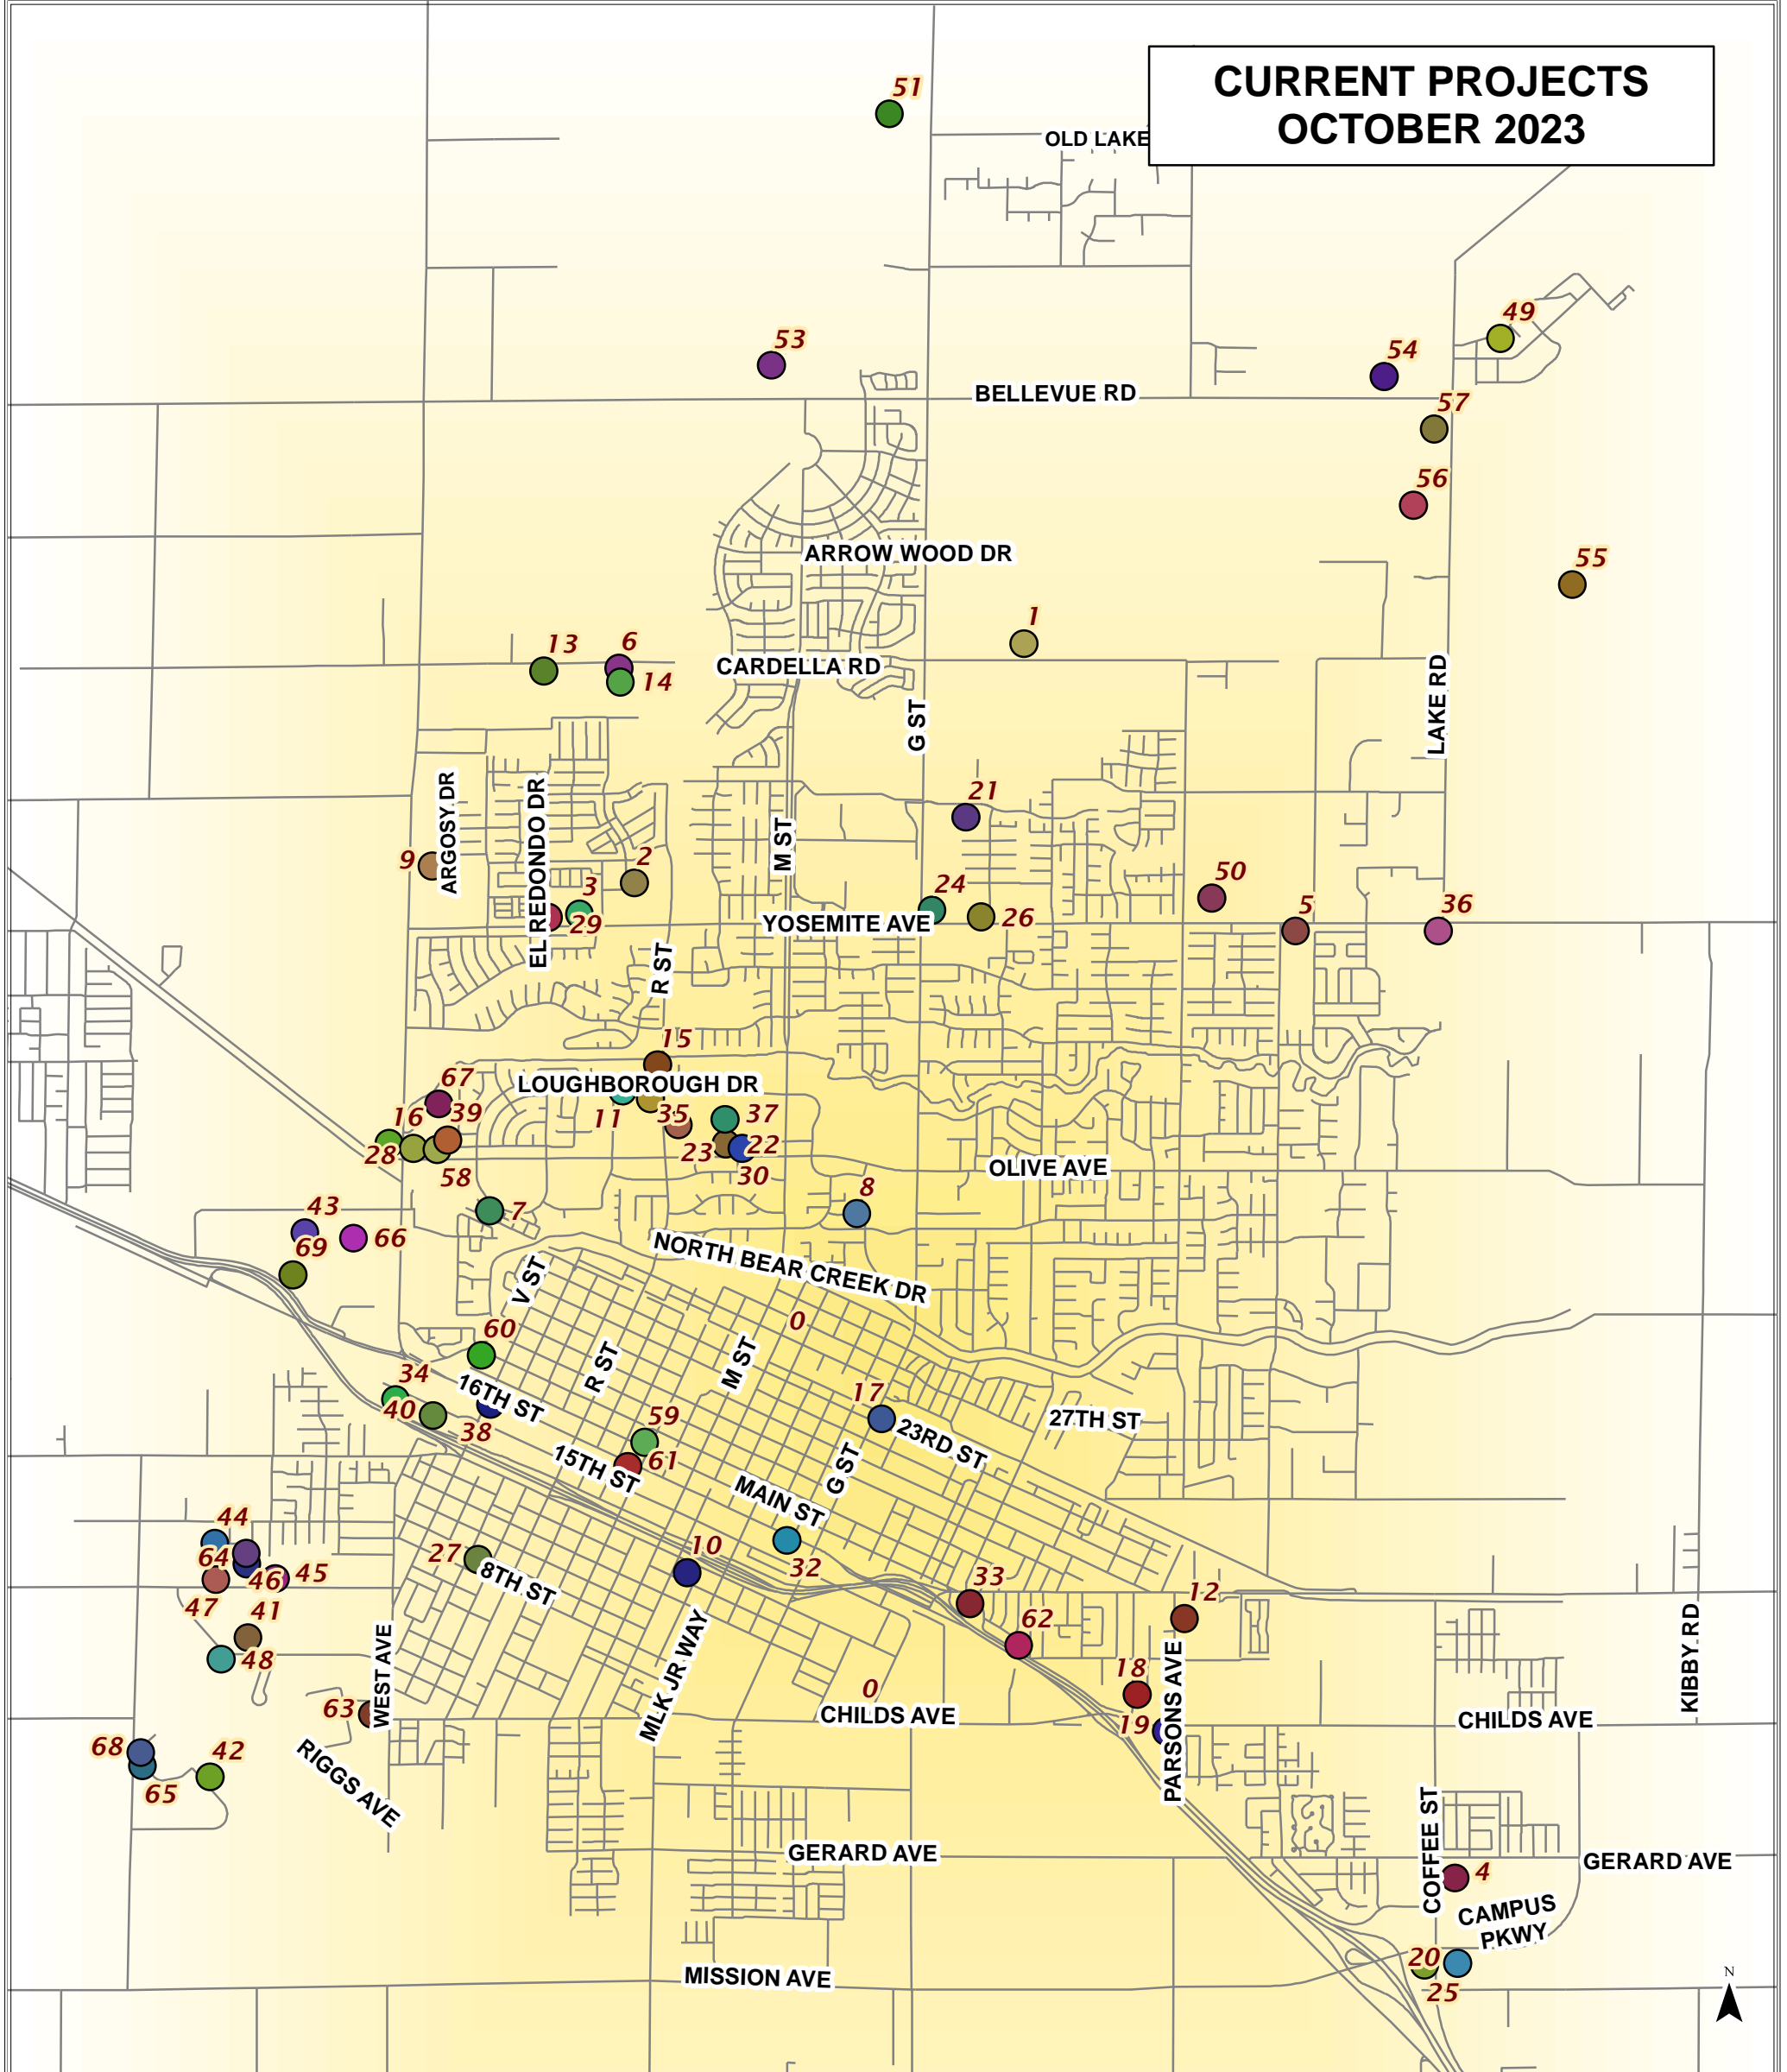 51
CURRENT PROJECTS
OCTOBER 2023
OLD LAKE
49
53
54
BELLEVUE RD
57
56
ARROW WOOD DR
55
1
13
6
14
CARDELLA RD
LAKE RD
G ST
21
ARGOSY DR
EL REDONDO DR
M ST
9
2
3
29
24
50
5
36
YOSEMITE AVE
26
R ST
15
67
LOUGHBOROUGH DR
16
39
11
35
37
28
23
22
58
30
OLIVE AVE
8
7
43
66
69
NORTH BEAR CREEK DR
V ST
0
60
R ST
M ST
34
16TH ST
40
38
17
27TH ST
59
23RD ST
61
15TH ST
G ST
MAIN ST
44
27
10
64
45
46
8TH ST
32
33
12
47
41
62
48
WEST AVE
MLK JR WAY
PARSONS AVE
KIBBY RD
18
0
63
CHILDS AVE
19
CHILDS AVE
68
42
65
RIGGS AVE
COFFEE ST
GERARD AVE
GERARD AVE
4
CAMPUS
PKWY
20
25
MISSION AVE
N